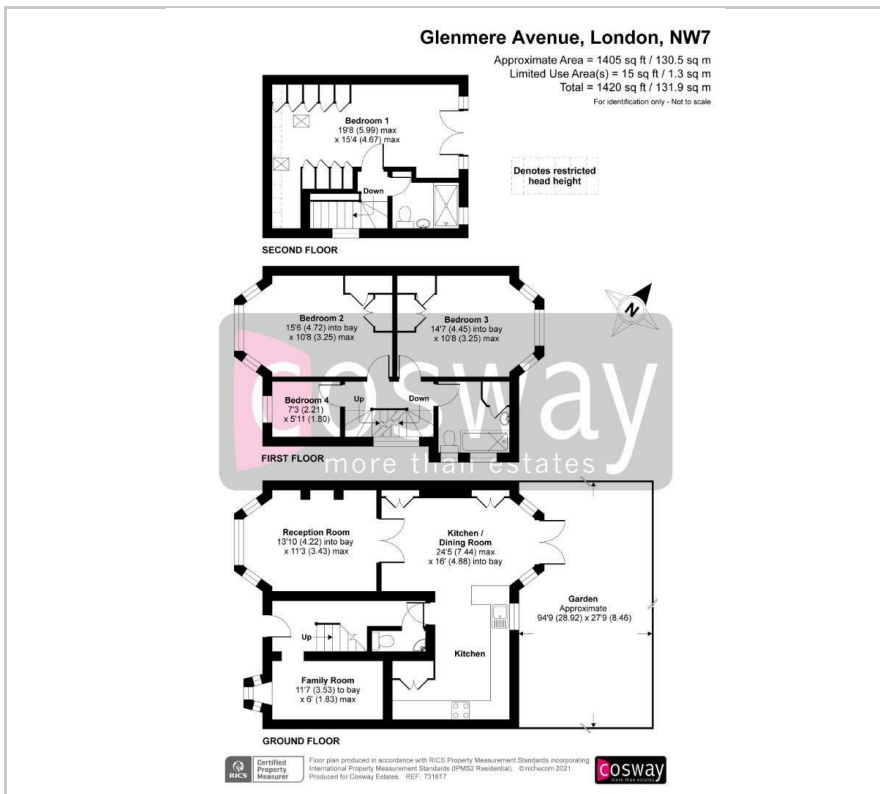 Glenmere Avenue, London, NW7
Approximate Area = 1405 sq ft / 130.5 sq m
Limited Use Area(s) = 15 sq ft / 1.3 sq m
Total = 1420 sq ft / 131.9 sq m
For identification only - Not to scale
Bedroom 1
19'8 (5.99) max
x 15'4 (4.67) max
Down
Denotes restricted
head height
SECOND FLOOR
Bedroom 2
15'6 (4.72) into bay
x 10'8 (3.25) max
Bedroom 3
14'7 (4.45) into bay
x 10'8 (3.25) max
N
Bedroom 4
7'3 (2.21)
x 5'11 (1.80)
Up
Down
cosway
more than estates
FIRST FLOOR
Reception Room
13'10 (4.22) into bay
x 11'3 (3.43) max
Kitchen /
Dining Room
24'5 (7.44) max
x 16' (4.88) into bay
Garden
Approximate
94'9 (28.92) x 27'9 (8.46)
Up
Kitchen
Family Room
11'7 (3.53) to bay
x 6' (1.83) max
GROUND FLOOR
RICS
Certified
Property
Measurer
Floor plan produced in accordance with RICS Property Measurement Standards incorporating
International Property Measurement Standards (IPMS2 Residential). © nichecom 2021.
Produced for Cosway Estates. REF: 731817
cosway
more than estates